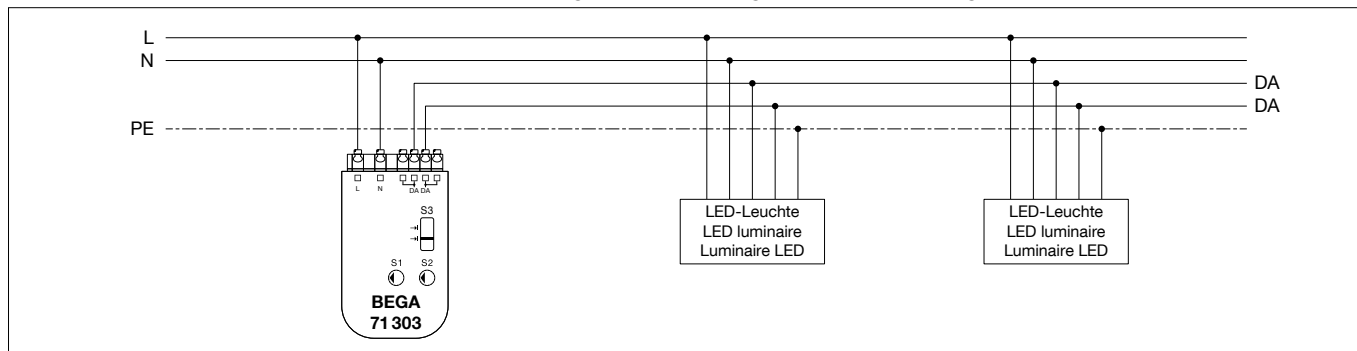 L
N
DA
DA
PE
L N DA DA
S3
S1 S2
BEGA
71 303
LED-Leuchte
LED luminaire
Luminaire LED
LED-Leuchte
LED luminaire
Luminaire LED